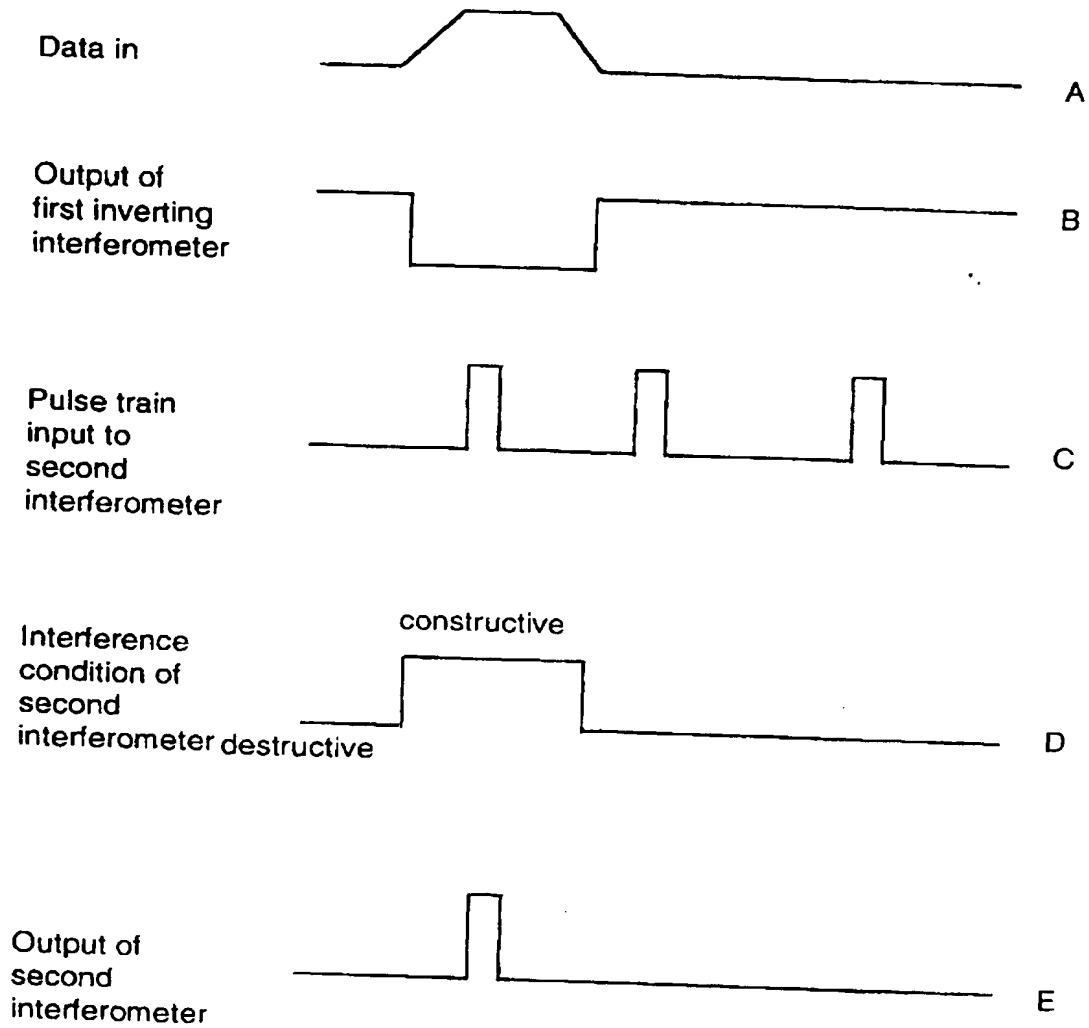 Data in
A
Output of
first inverting
interferometer
B
Pulse train
input to
second
interferometer
C
constructive
Interference
condition of
second
interferometer destructive
D
Output of
second
interferometer
E